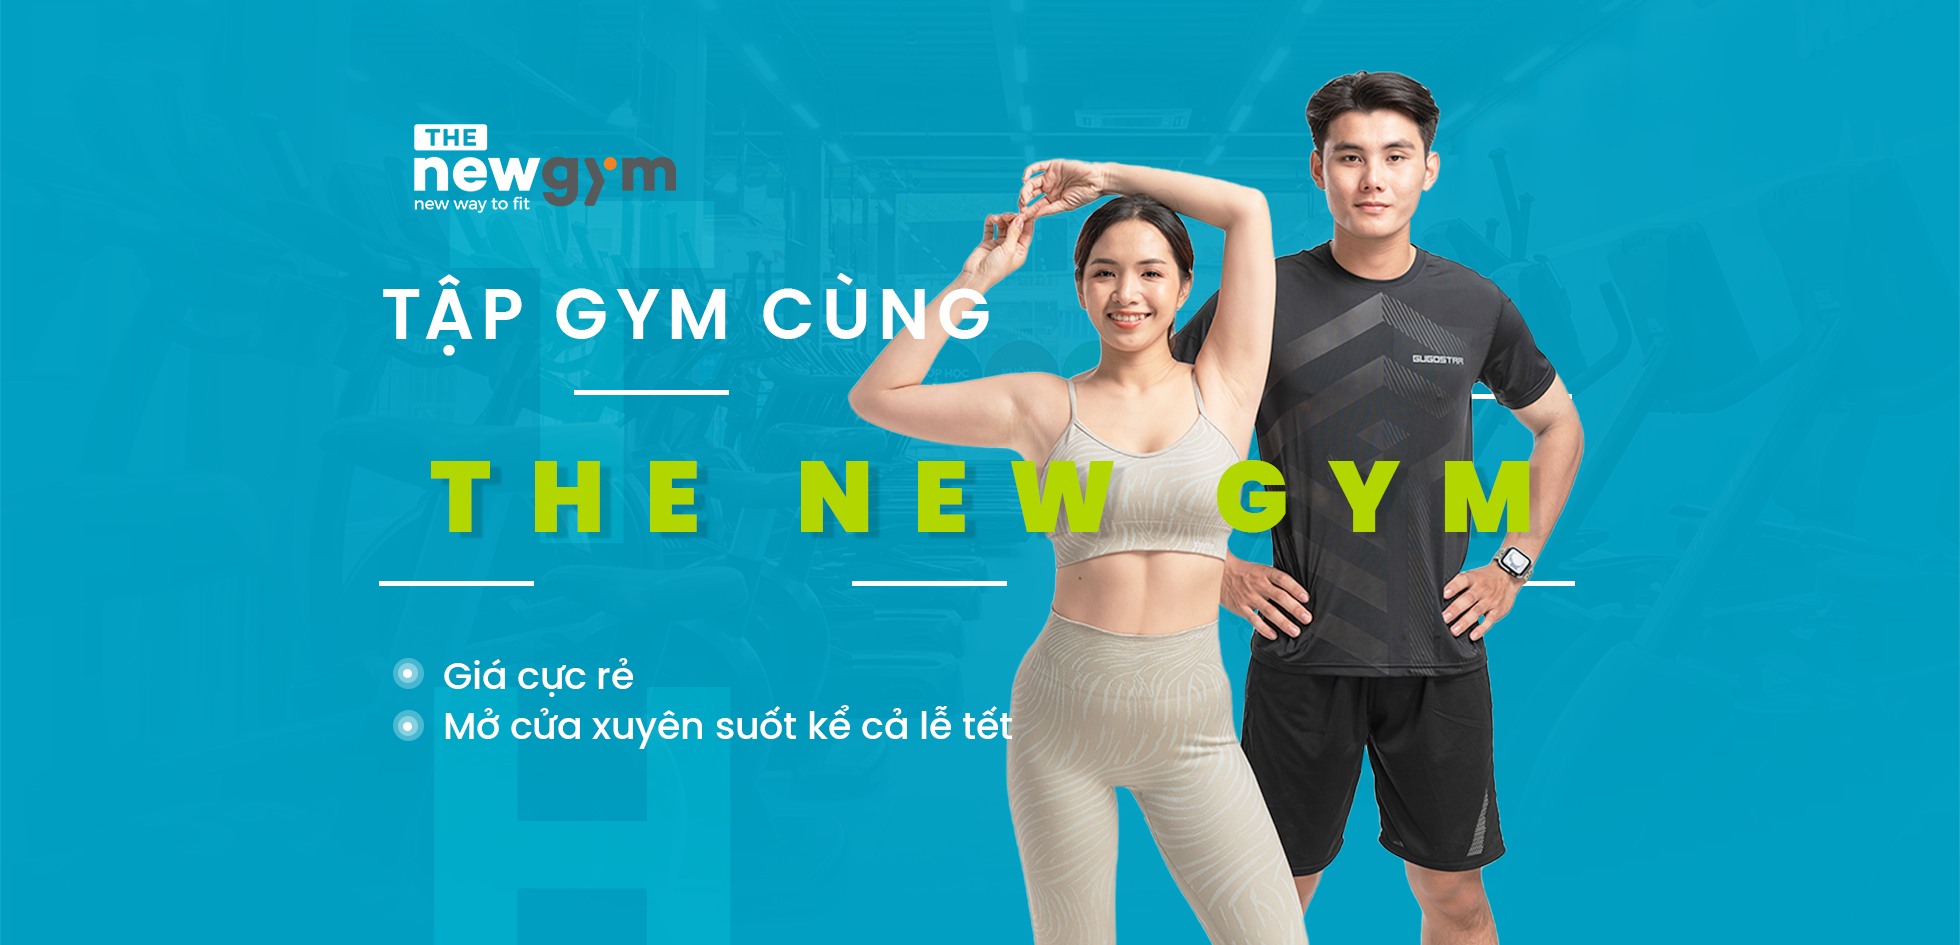 THE
newgym
new way to fit
TẬP GYM CÙNG
THE NEW GYM
GUGOSTAR
Giá cực rẻ
Mở cửa xuyên suốt kể cả lễ tết